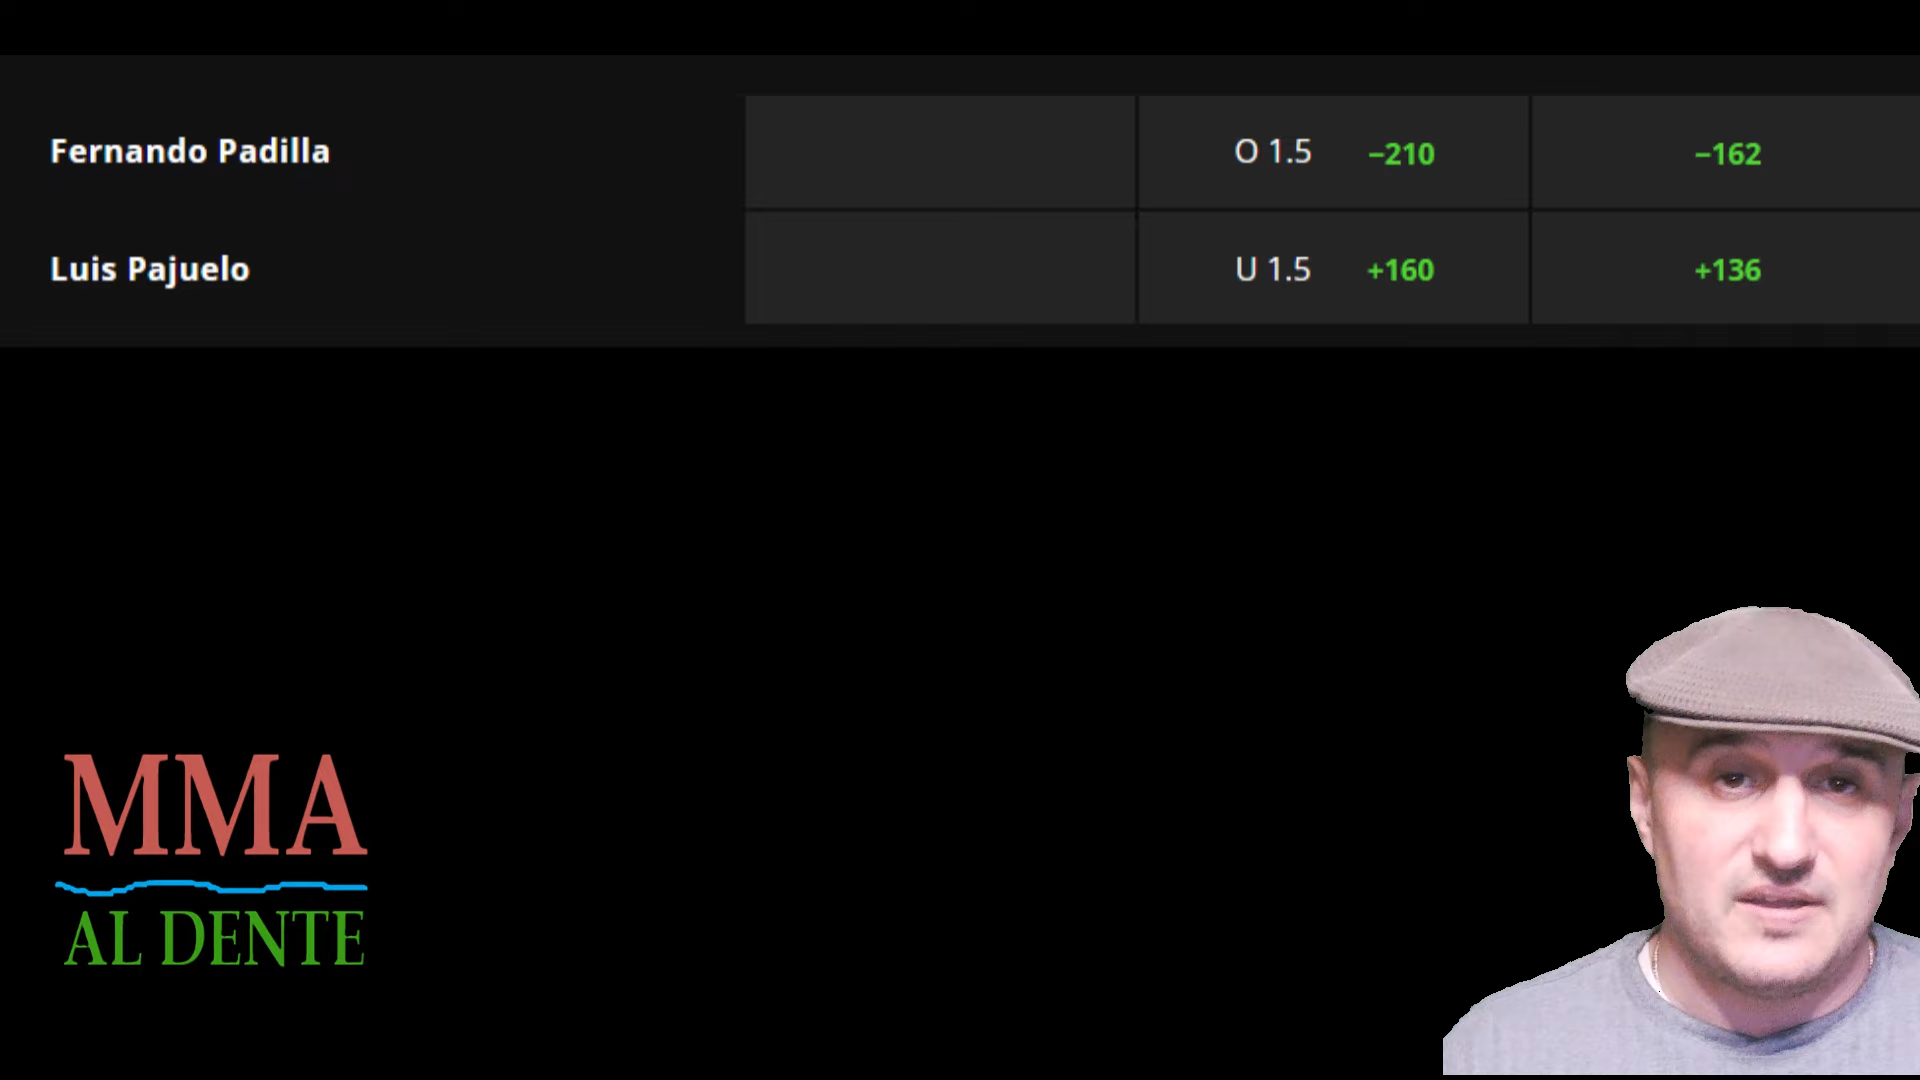 Fernando Padilla O 1.5 −210 −162
Luis Pajuelo U 1.5 +160 +136
MMA
AL DENTE